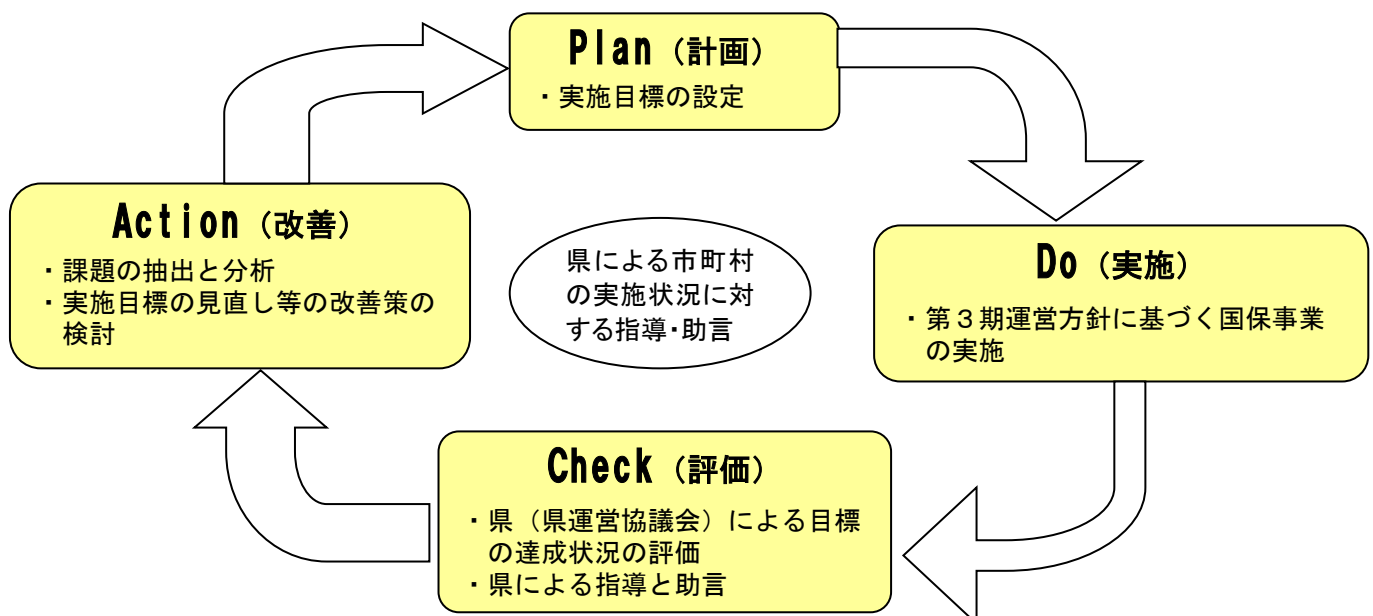 Plan（計画）
・実施目標の設定
Do（実施）
・第３期運営方針に基づく国保事業
の実施
Check（評価）
・県（県運営協議会）による目標
の達成状況の評価
・県による指導と助言
Action（改善）
・課題の抽出と分析
・実施目標の見直し等の改善策の
検討
県による市町村
の実施状況に対
する指導・助言